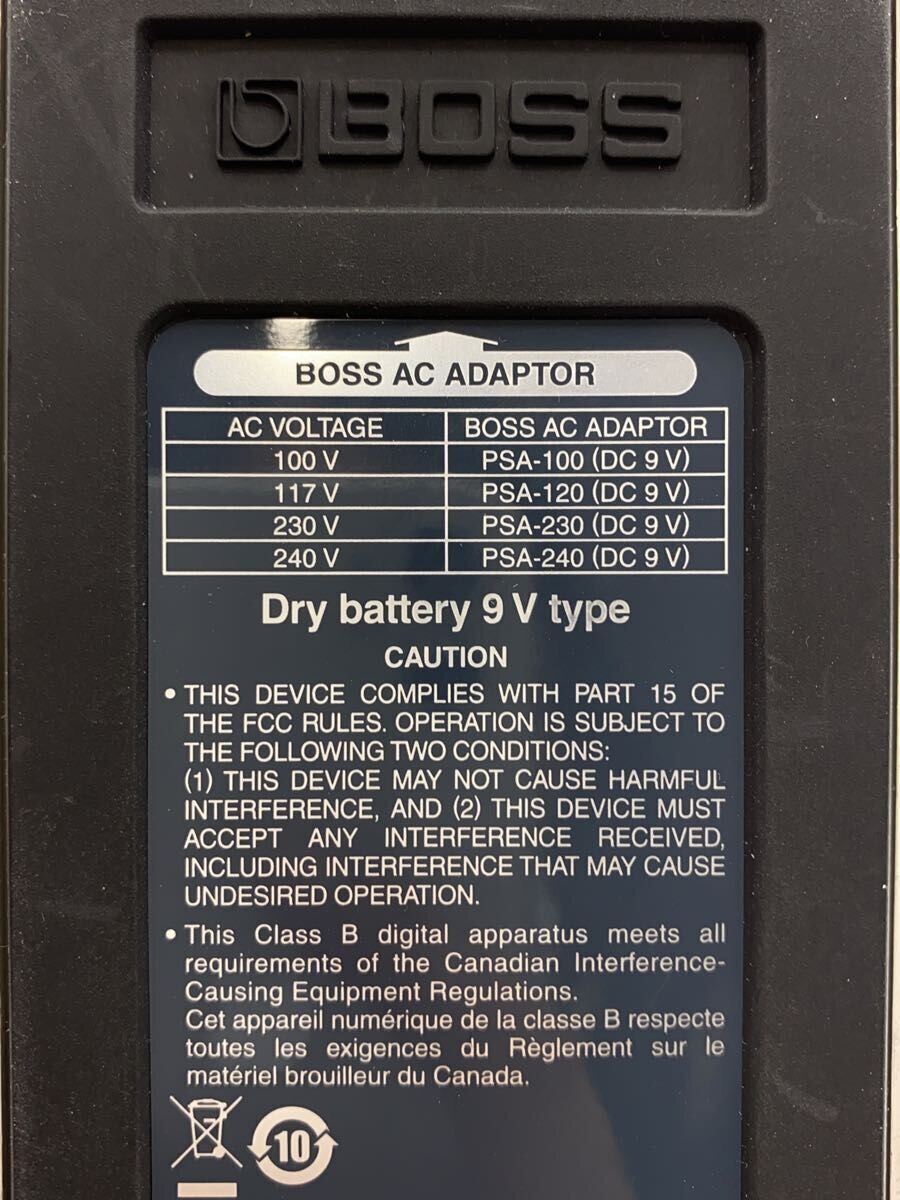 BOSS
BOSS AC ADAPTOR
AC VOLTAGE BOSS AC ADAPTOR
100 V PSA-100 (DC 9 V)
117 V PSA-120 (DC 9 V)
230 V PSA-230 (DC 9 V)
240 V PSA-240 (DC 9 V)
Dry battery 9 V type
CAUTION
• THIS DEVICE COMPLIES WITH PART 15 OF
THE FCC RULES. OPERATION IS SUBJECT TO
THE FOLLOWING TWO CONDITIONS:
(1) THIS DEVICE MAY NOT CAUSE HARMFUL
INTERFERENCE, AND (2) THIS DEVICE MUST
ACCEPT ANY INTERFERENCE RECEIVED,
INCLUDING INTERFERENCE THAT MAY CAUSE
UNDESIRED OPERATION.
• This Class B digital apparatus meets all
requirements of the Canadian Interference-
Causing Equipment Regulations.
Cet appareil numérique de la classe B respecte
toutes les exigences du Règlement sur le
matériel brouilleur du Canada.
10